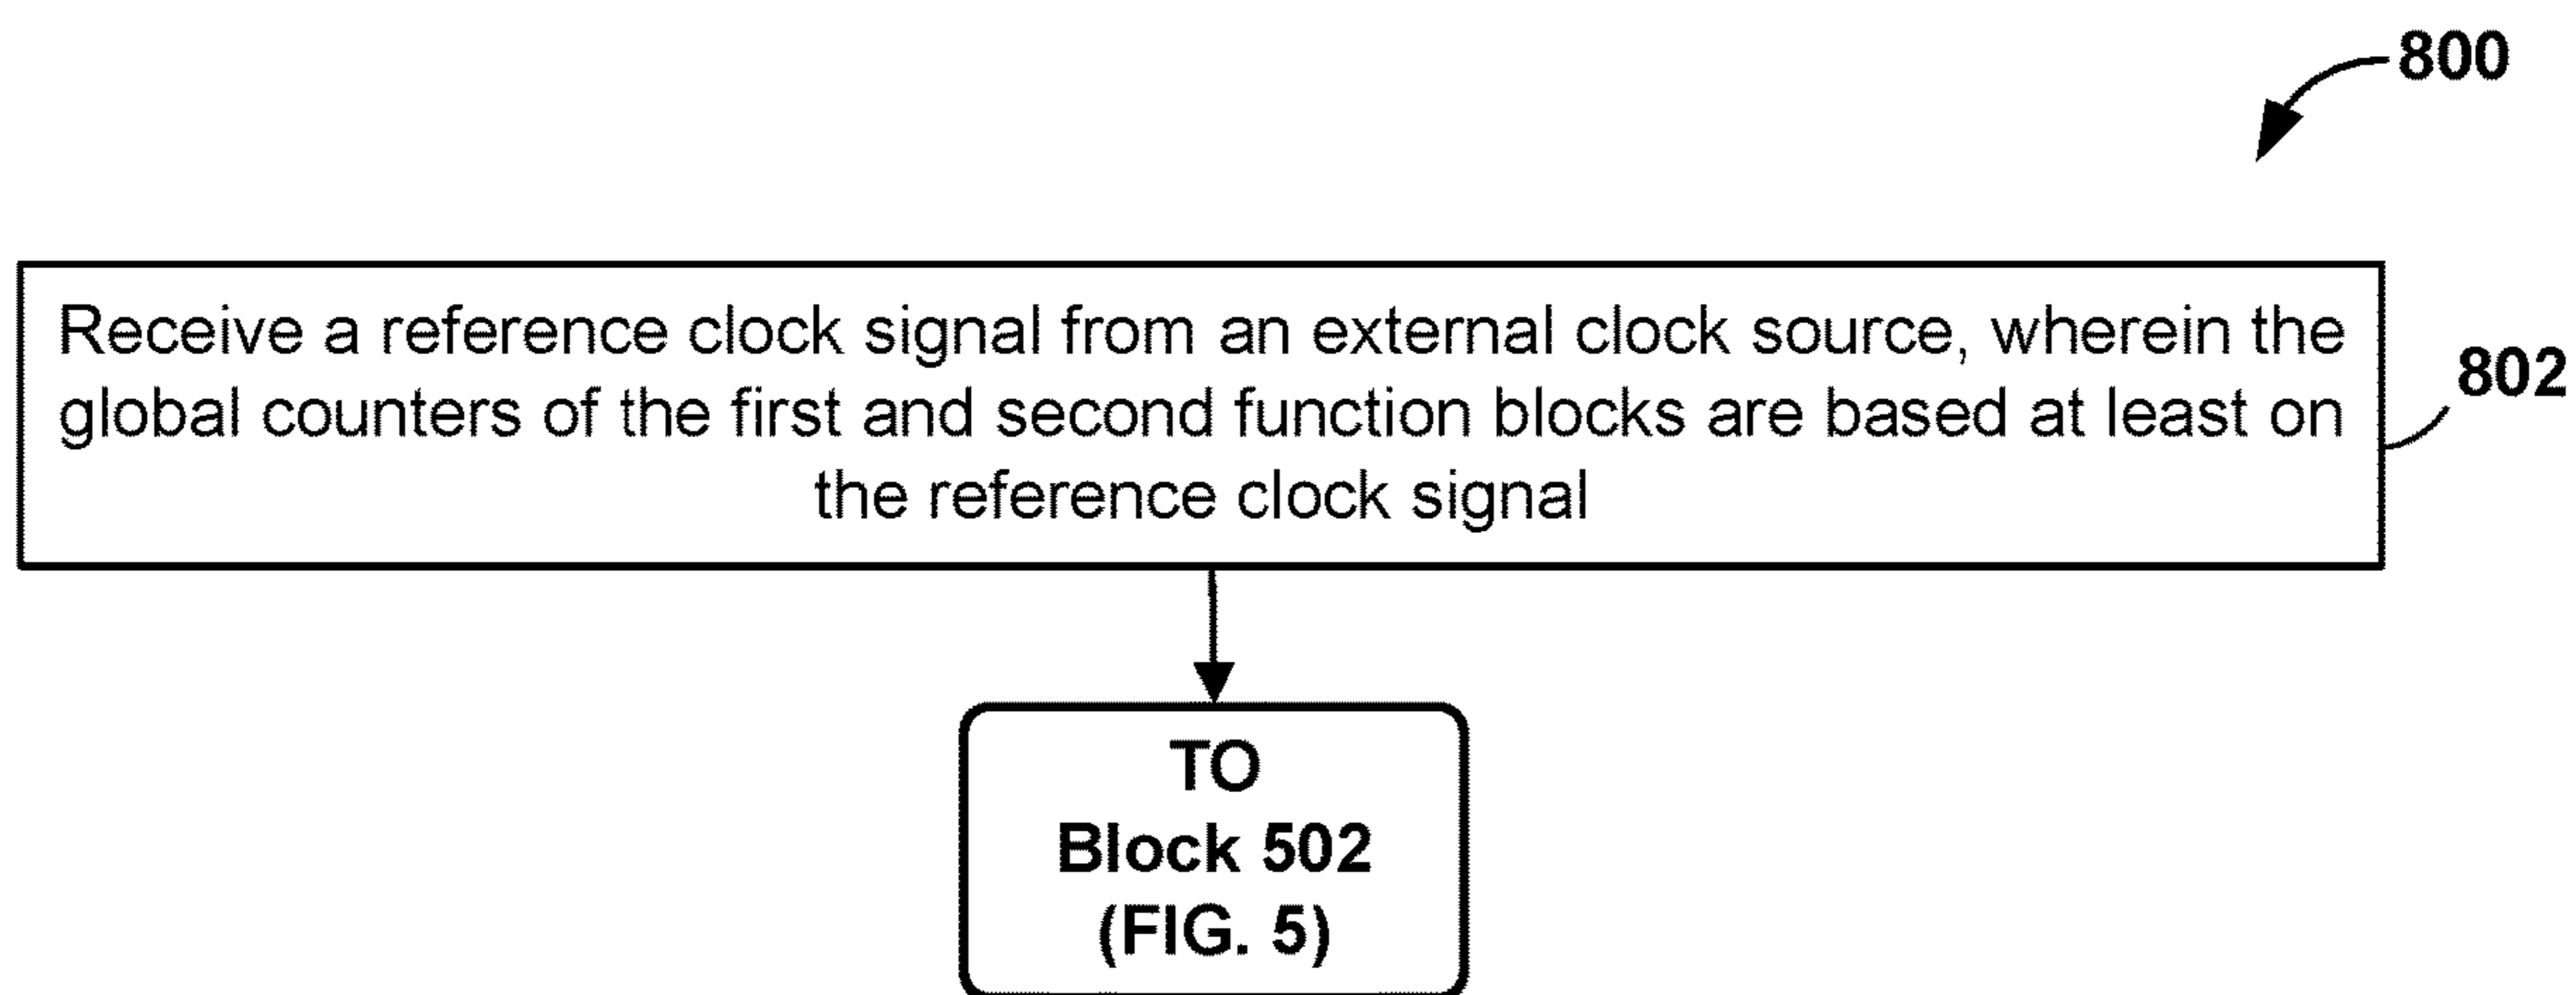 800
Receive a reference clock signal from an external clock source, wherein the
global counters of the first and second function blocks are based at least on
the reference clock signal
802
TO
Block 502
(FIG. 5)